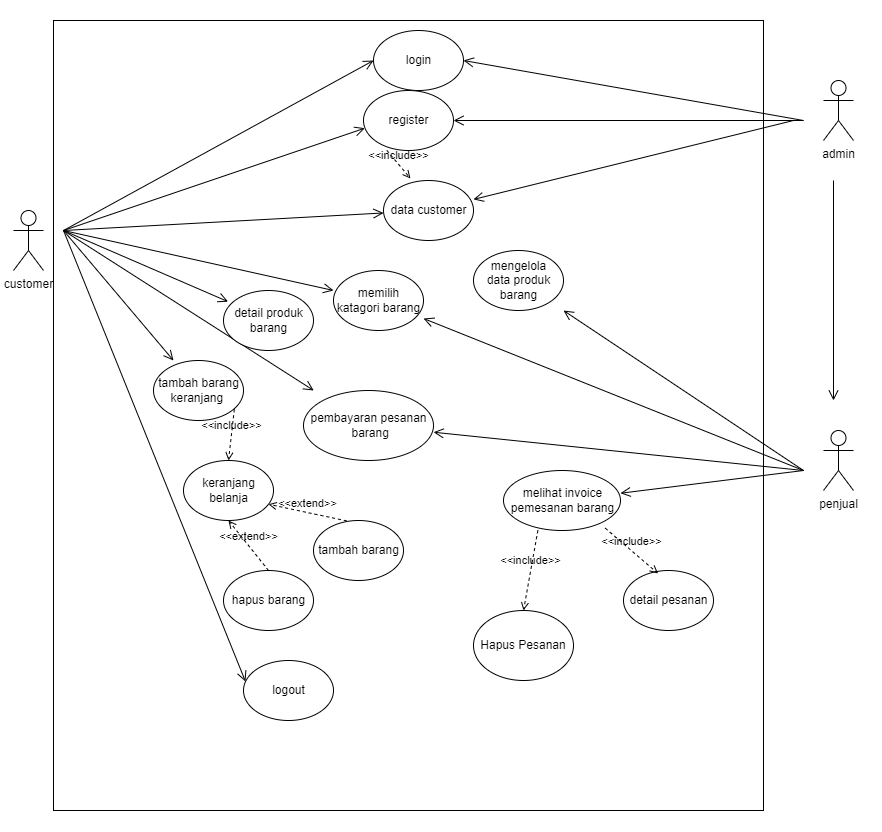 login
register
<<include>>
admin
data customer
customer
mengelola
data produk
barang
memilih
katagori barang
detail produk
barang
tambah barang
keranjang
pembayaran pesanan
barang
<<include>>
keranjang
belanja
<<extend>>
<<extend>>
tambah barang
hapus barang
melihat invoice
pemesanan barang
penjual
<<include>>
<<include>>
detail pesanan
Hapus Pesanan
logout